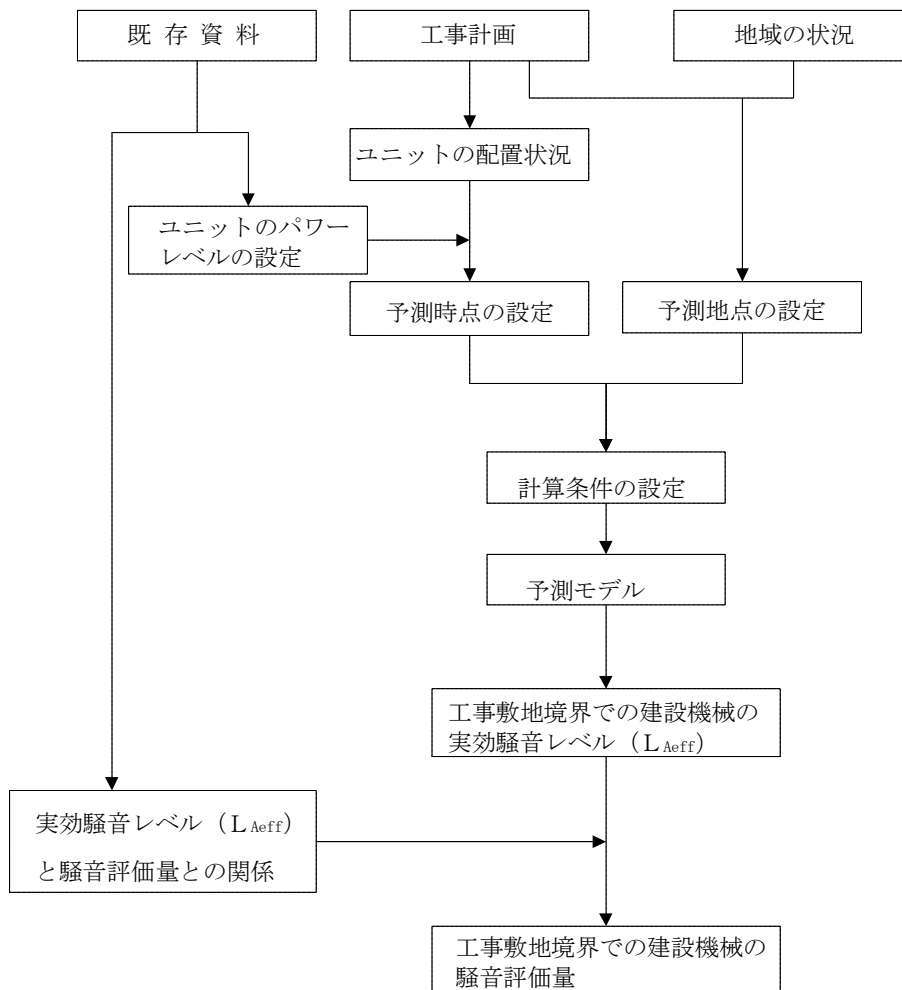 既 存 資 料
工事計画
地域の状況
ユニットの配置状況
ユニットのパワー
レベルの設定
予測時点の設定
予測地点の設定
計算条件の設定
予測モデル
工事敷地境界での建設機械の
実効騒音レベル（ＬAeff）
実効騒音レベル（ＬAeff）
と騒音評価量との関係
工事敷地境界での建設機械の
騒音評価量